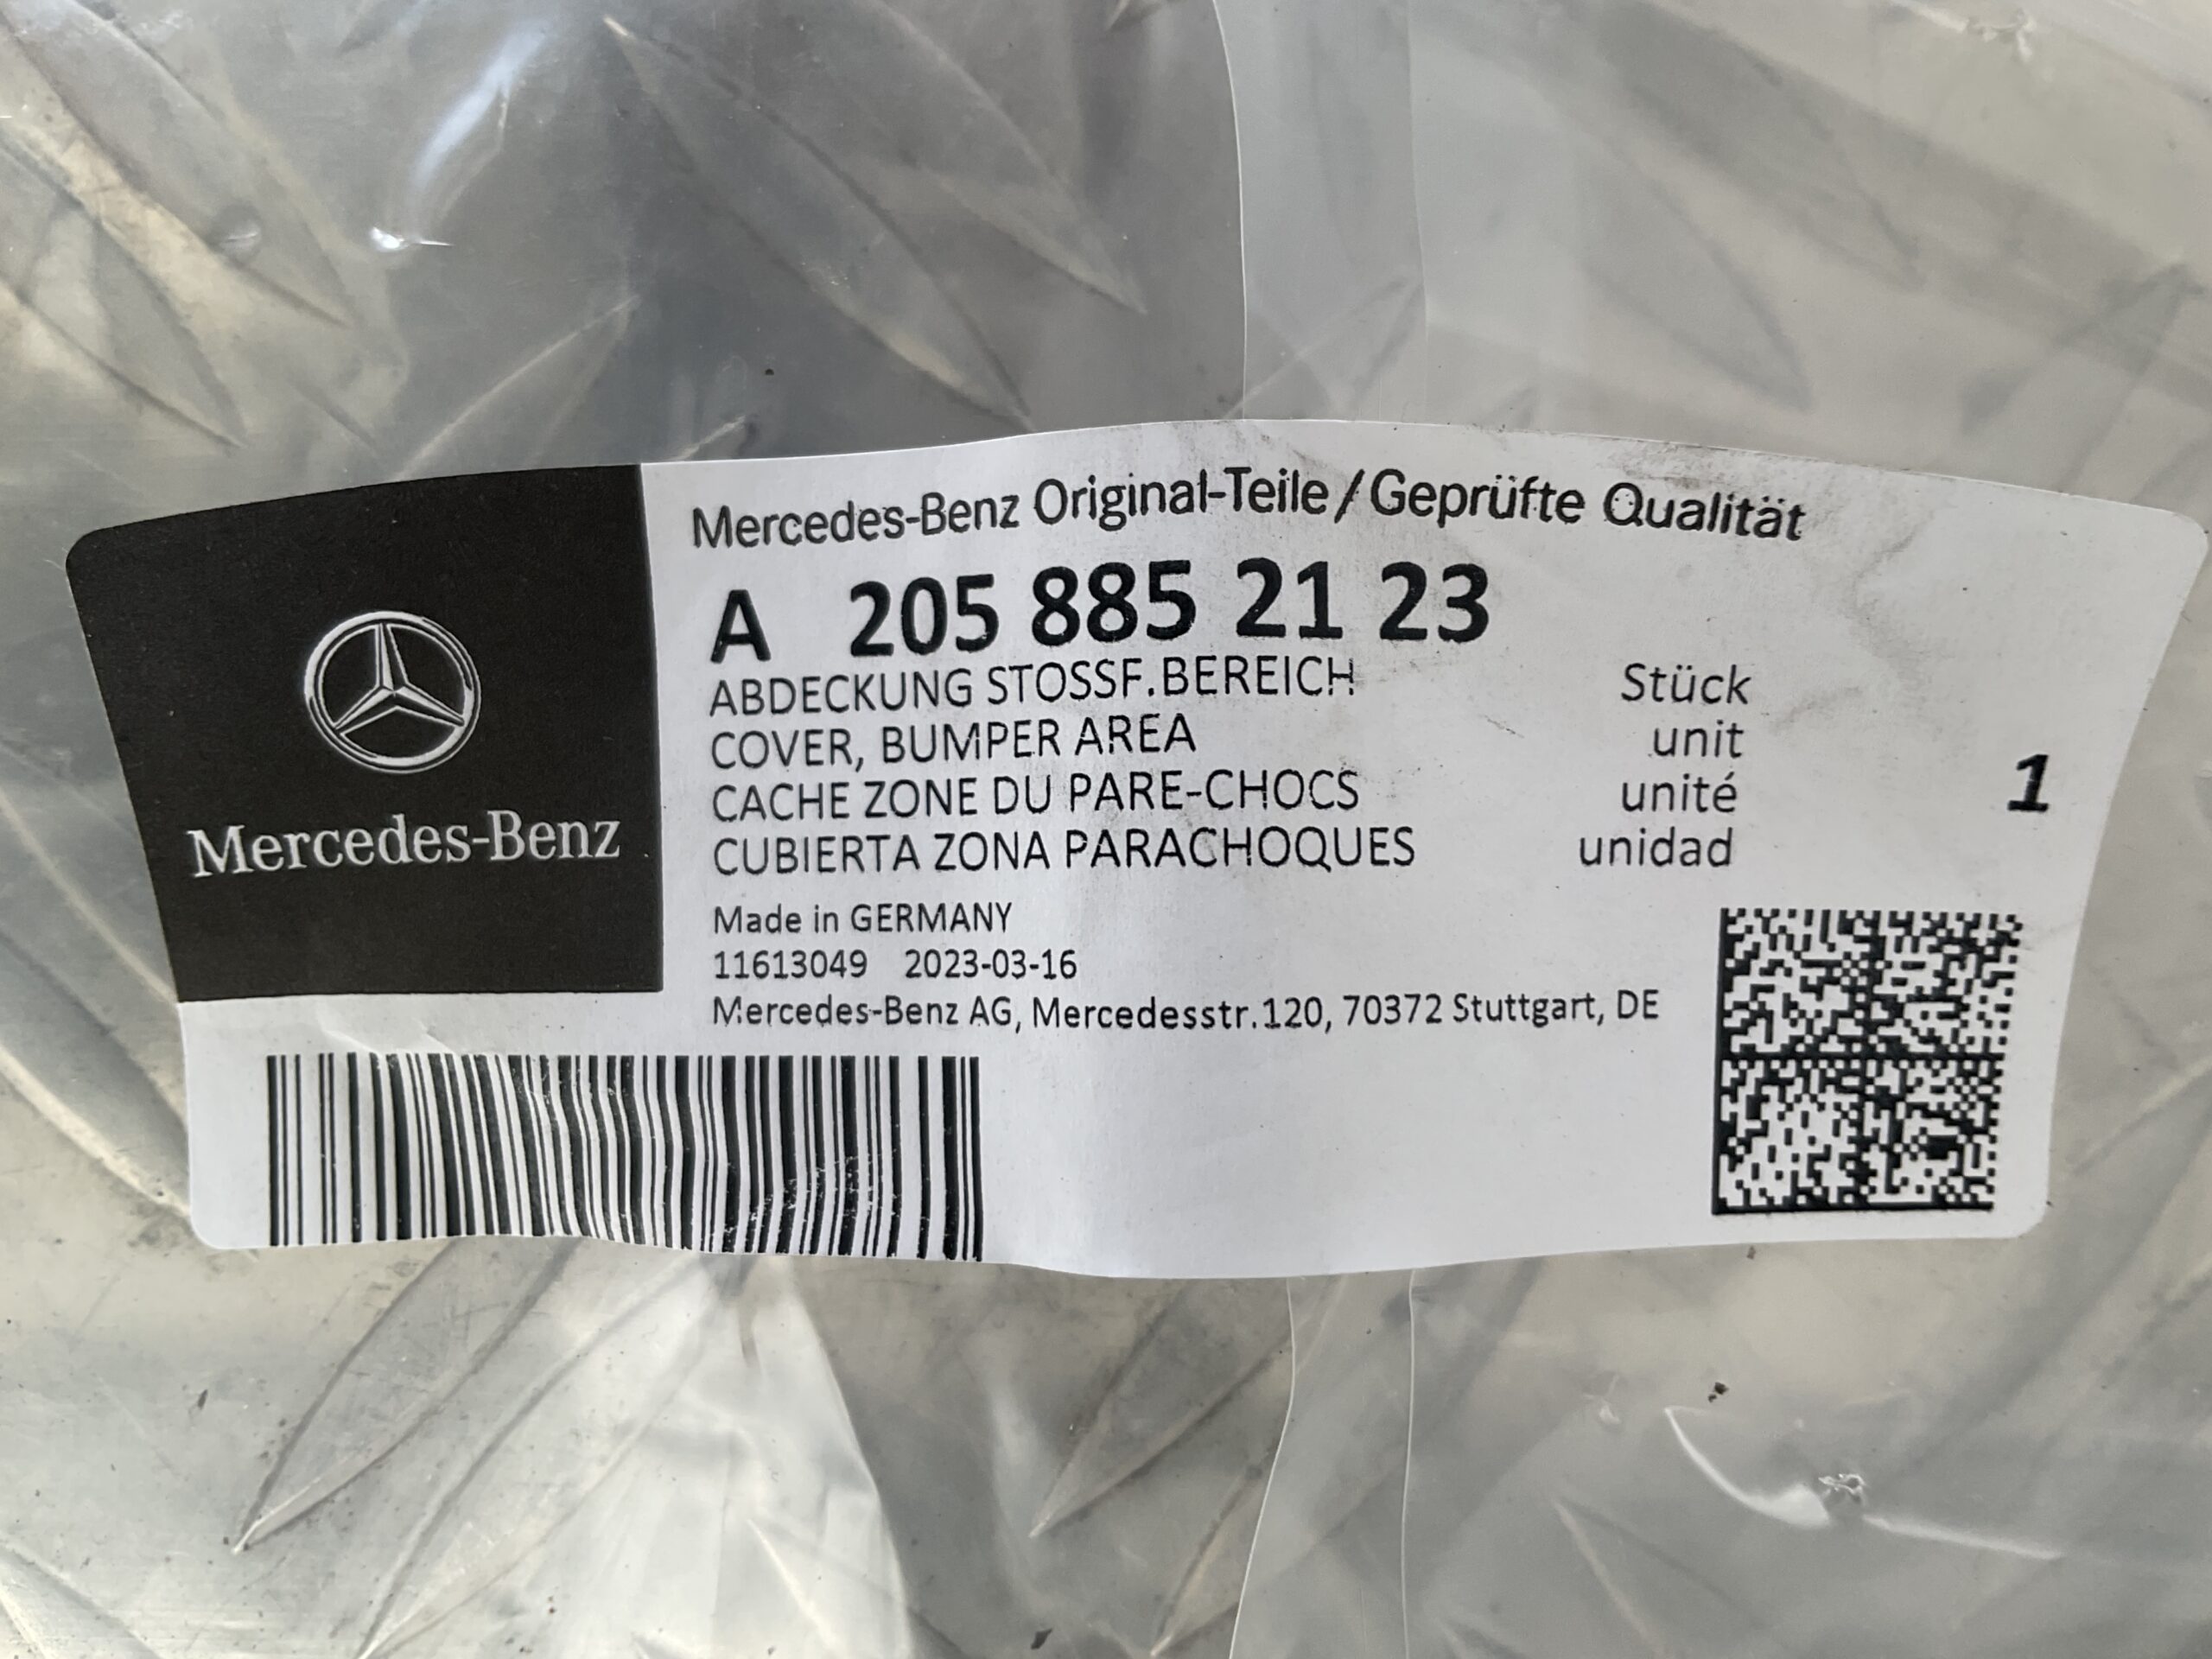 Mercedes-Benz
Mercedes-Benz Original-Teile/Geprüfte Qualität
A 205 885 21 23
ABDECKUNG STOSSF.BEREICH Stück
COVER, BUMPER AREA unit
CACHE ZONE DU PARE-CHOCS unité 1
CUBIERTA ZONA PARACHOQUES unidad
Made in GERMANY
11613049 2023-03-16
Mercedes-Benz AG, Mercedesstr.120, 70372 Stuttgart, DE